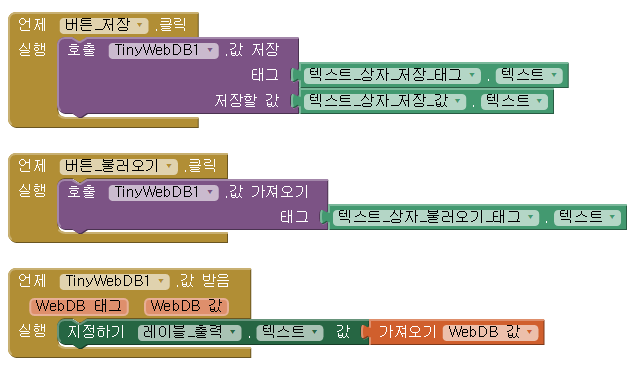 언제 버튼_저장 .클릭
실행 호출 TinyWebDB1 .값 저장
태그 텍스트_상자_저장_태그 . 텍스트
저장할 값 텍스트_상자_저장_값 . 텍스트
언제 버튼_불러오기 .클릭
실행 호출 TinyWebDB1 .값 가져오기
태그 텍스트_상자_불러오기_태그 . 텍스트
언제 TinyWebDB1 .값 받음
WebDB 태그 WebDB 값
실행 지정하기 레이블_출력 . 텍스트 값 가져오기 WebDB 값